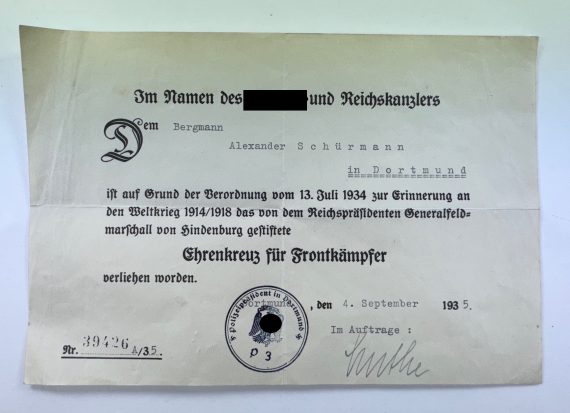 Im Namen des und Reichskanzlers
Dem Bergmann
Alexander Schürmann
in Dortmund
ist auf Grund der Verordnung vom 13. Juli 1934 zur Erinnerung an
den Weltkrieg 1914/1918 das von dem Reichspräsidenten Generalfeld-
marschall von Hindenburg gestiftete
Ehrenkreuz für Frontkämpfer
verliehen worden.
Dortmund, den 4. September 1935.
Polizeipräsident in Dortmund
P 3
Im Auftrage :
Nr. 39426 A/35.